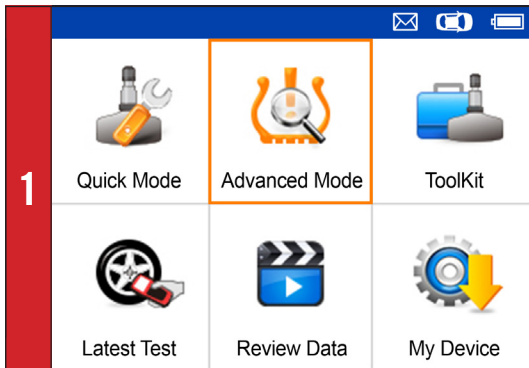 1
Quick Mode
Advanced Mode
ToolKit
Latest Test
Review Data
My Device